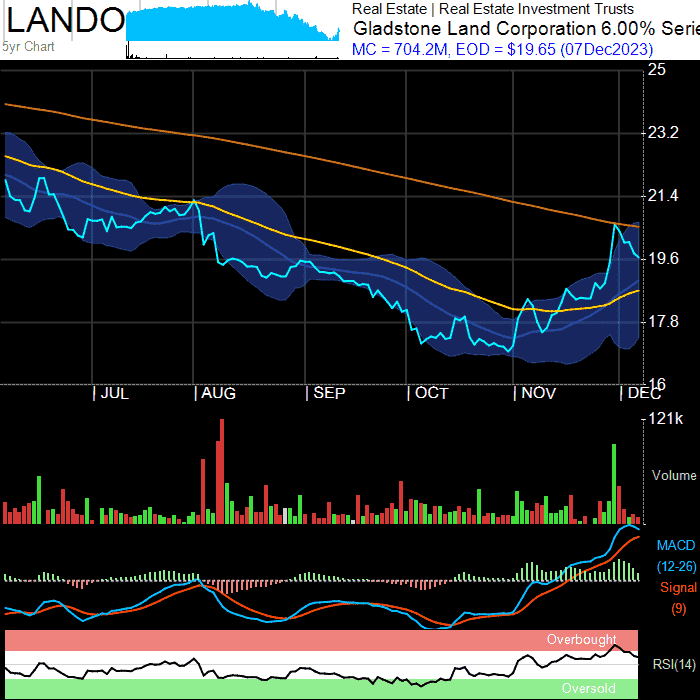 LANDO
5yr Chart
Real Estate | Real Estate Investment Trusts
Gladstone Land Corporation 6.00% Serie
MC = 704.2M, EOD = $19.65 (07Dec2023)
25
23.2
21.4
19.6
17.8
16
| JUL | AUG | SEP | OCT | NOV | DEC
121k
Volume
MACD
(12-26)
Signal
(9)
Overbought
RSI(14)
Oversold